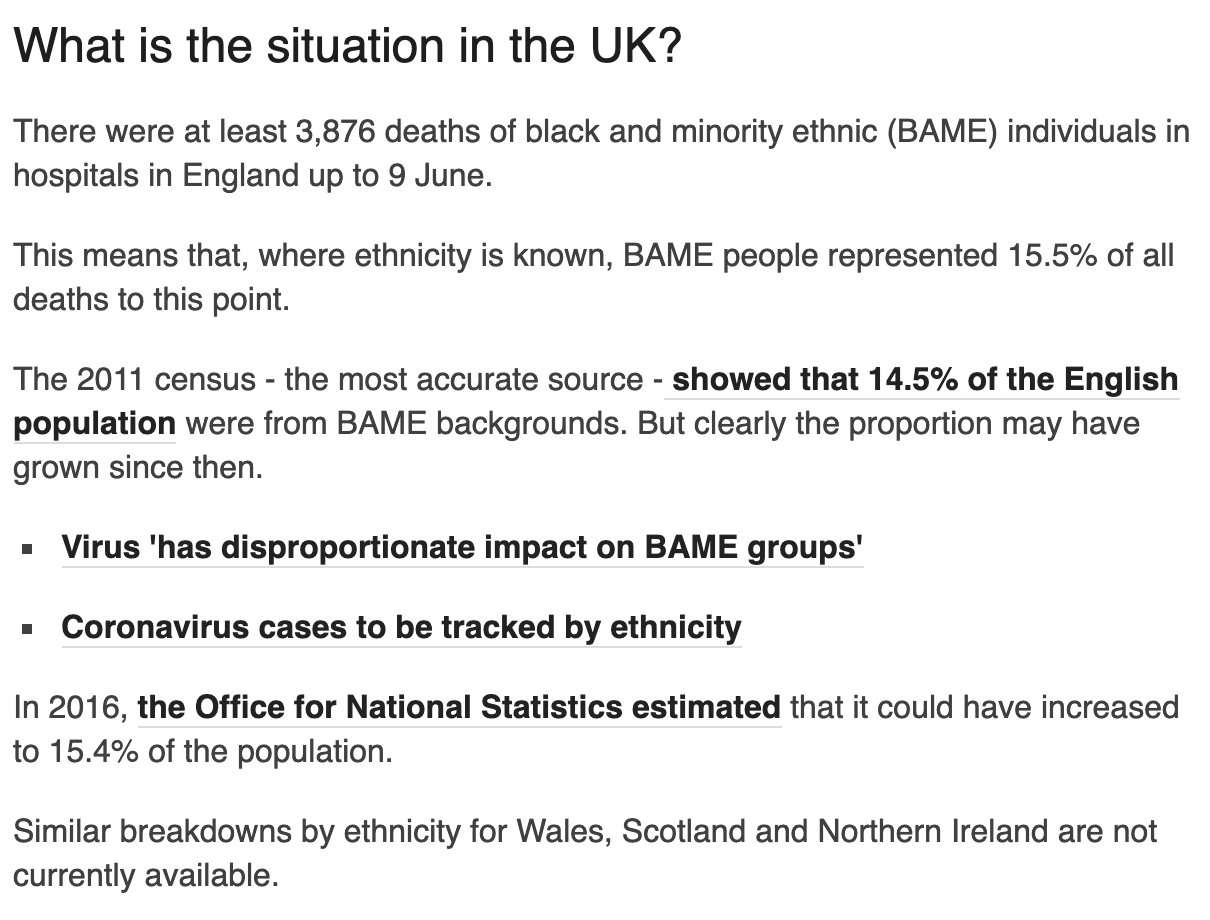 What is the situation in the UK?
There were at least 3,876 deaths of black and minority ethnic (BAME) individuals in
hospitals in England up to 9 June.
This means that, where ethnicity is known, BAME people represented 15.5% of all
deaths to this point.
The 2011 census - the most accurate source - showed that 14.5% of the English
population were from BAME backgrounds. But clearly the proportion may have
grown since then.
▪ Virus 'has disproportionate impact on BAME groups'
▪ Coronavirus cases to be tracked by ethnicity
In 2016, the Office for National Statistics estimated that it could have increased
to 15.4% of the population.
Similar breakdowns by ethnicity for Wales, Scotland and Northern Ireland are not
currently available.